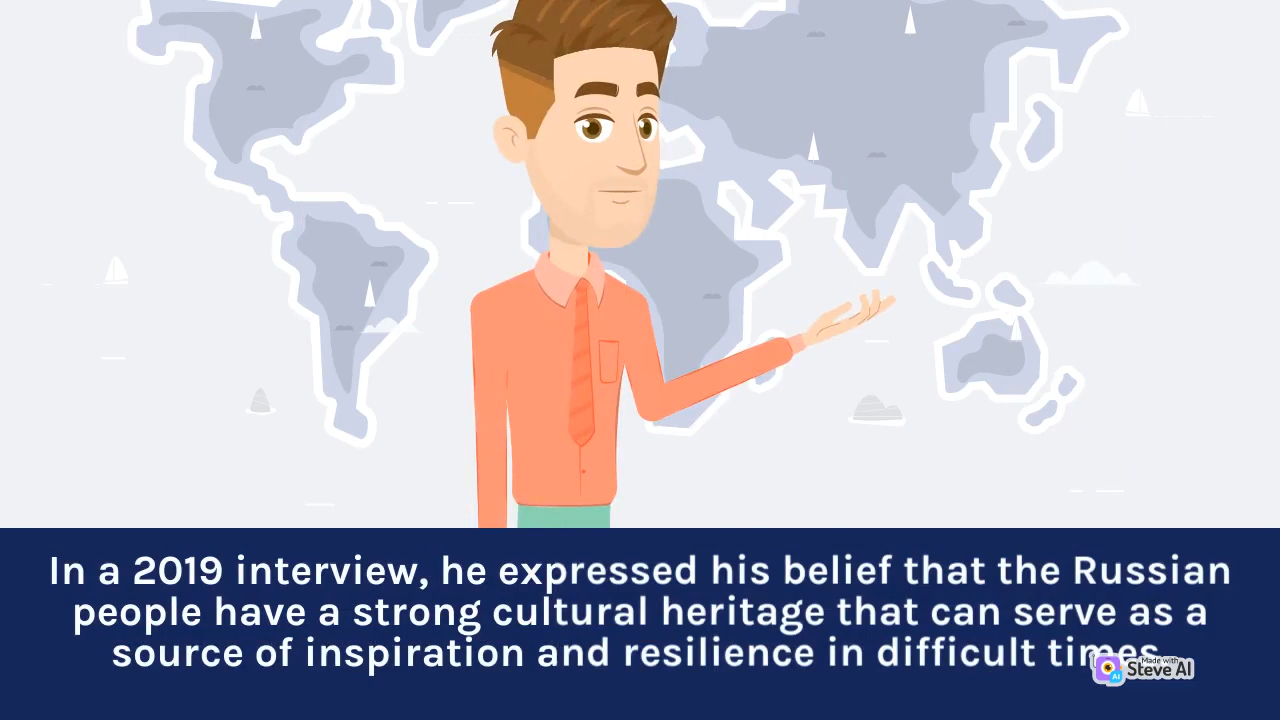 In a 2019 interview, he expressed his belief that the Russian
people have a strong cultural heritage that can serve as a
source of inspiration and resilience in difficult times.
Made with
Steve AI
AI